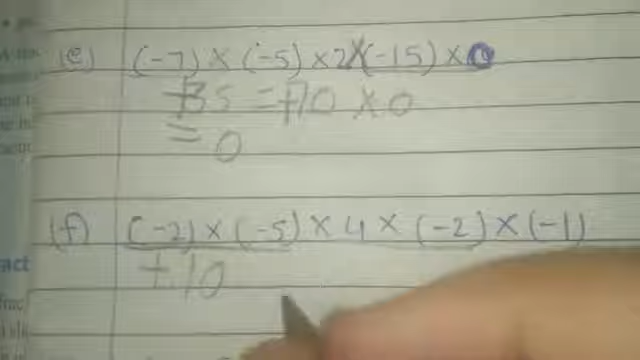 (e) (-7) × (-5) × 2 × (-15) × 0
+35 = +70 × 0
= 0
(f) (-2) × (-5) × 4 × (-2) × (-1)
+10